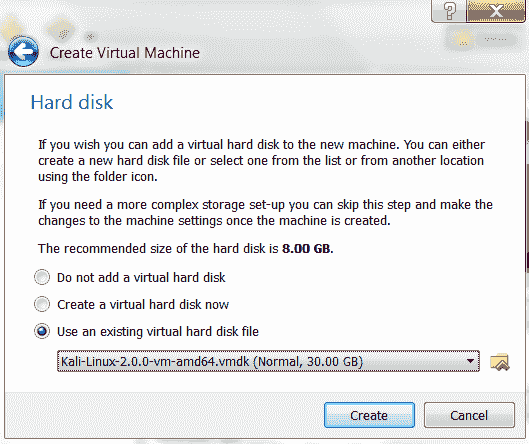 Create Virtual Machine
Hard disk
If you wish you can add a virtual hard disk to the new machine. You can either
create a new hard disk file or select one from the list or from another location
using the folder icon.
If you need a more complex storage set-up you can skip this step and make the
changes to the machine settings once the machine is created.
The recommended size of the hard disk is 8.00 GB.
Do not add a virtual hard disk
Create a virtual hard disk now
Use an existing virtual hard disk file
Kali-Linux-2.0.0-vm-amd64.vmdk (Normal, 30.00 GB)
Create Cancel